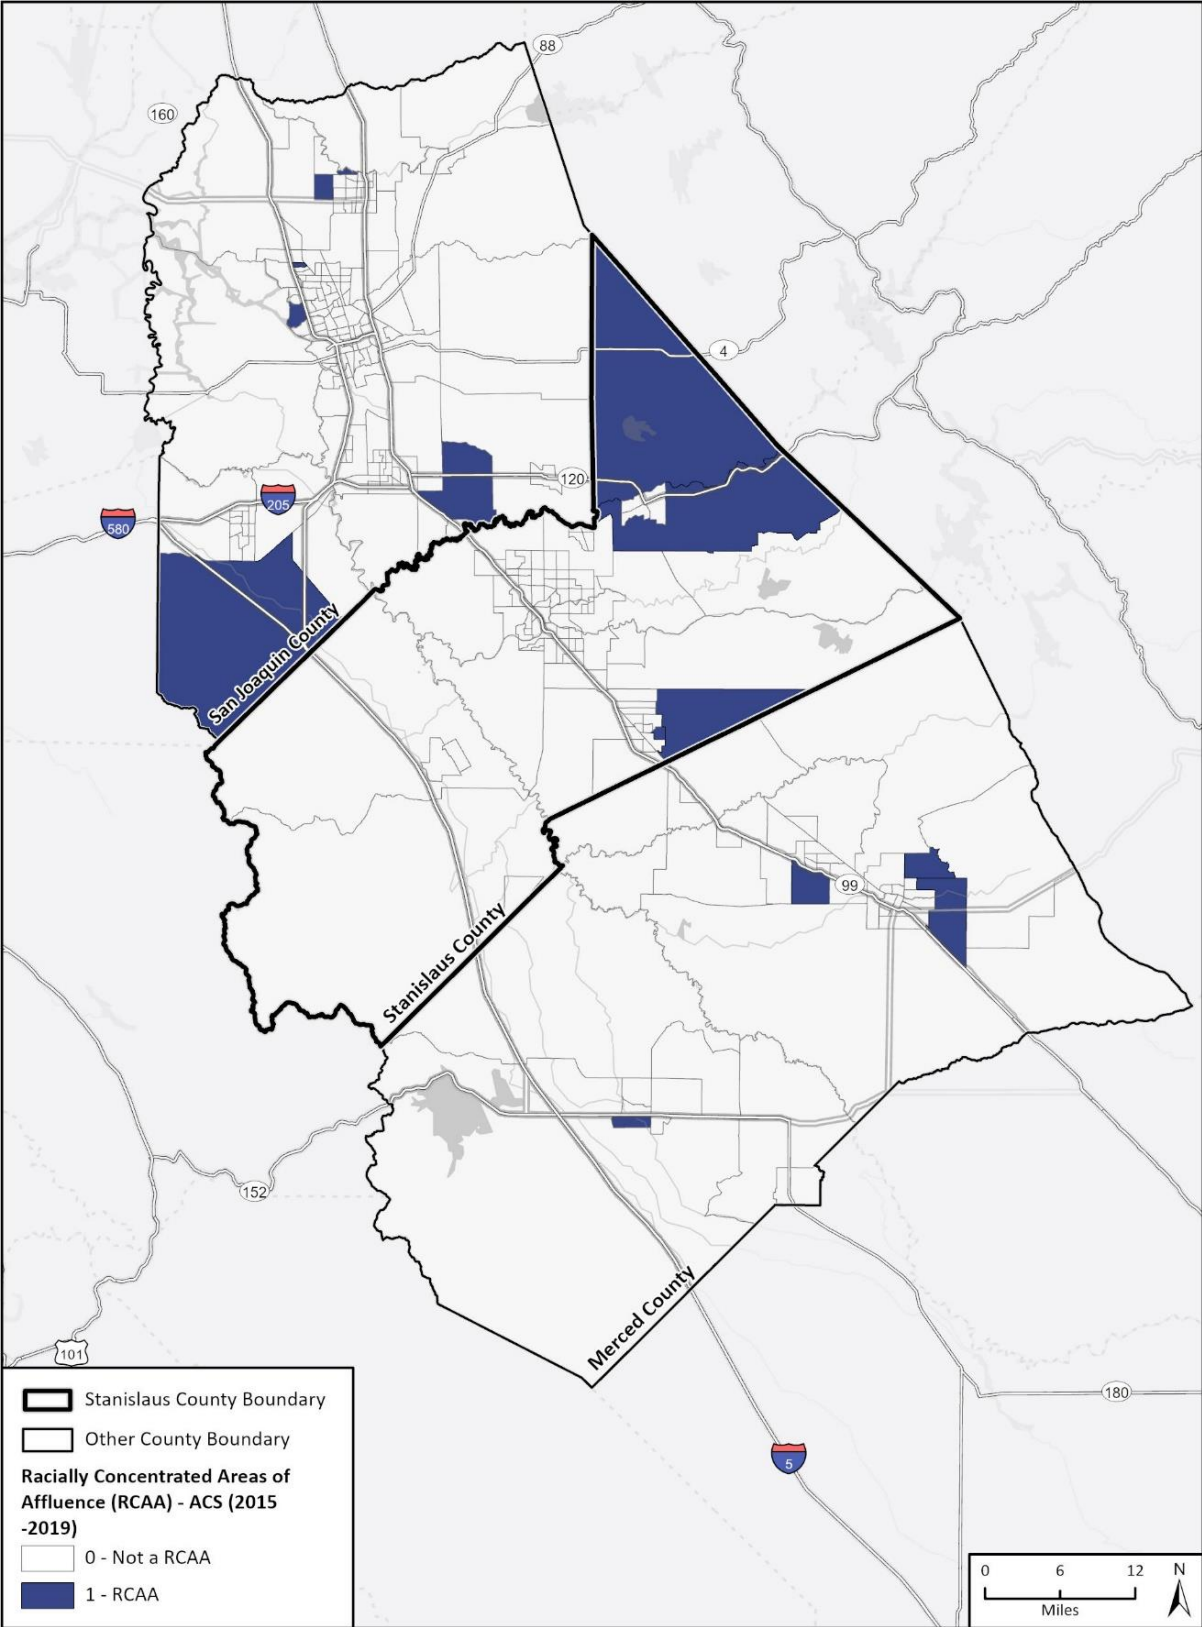 88
160
4
120
205
580
San Joaquin County
99
Stanislaus County
152
Merced County
101
180
5
Stanislaus County Boundary
Other County Boundary
Racially Concentrated Areas of
Affluence (RCAA) - ACS (2015
-2019)
0 - Not a RCAA
1 - RCAA
0 6 12 N
Miles